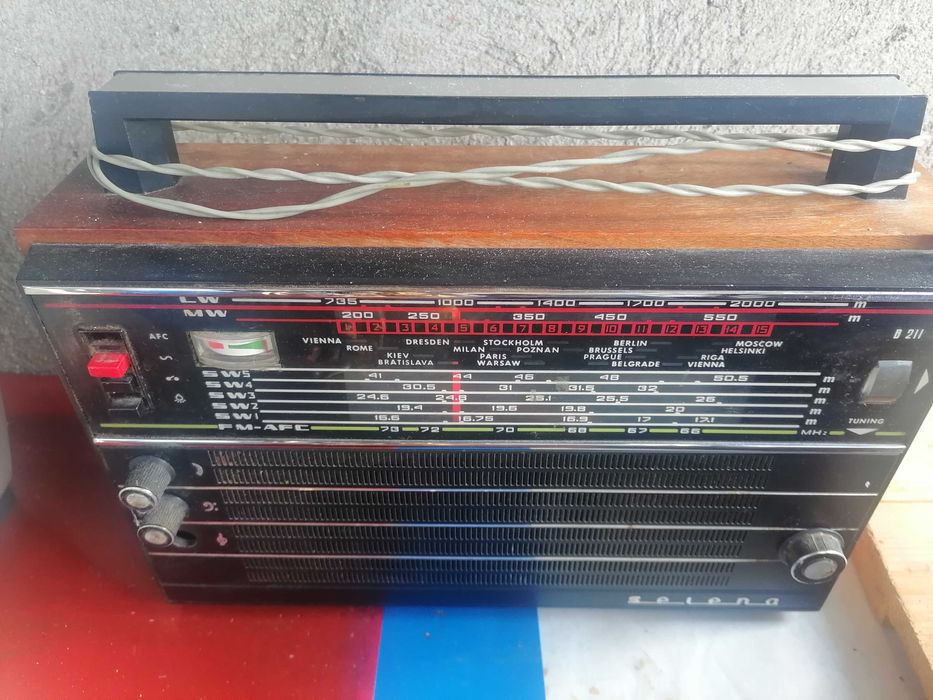 LW 735 1000 1400 1700 2000 m
MW 200 250 350 450 550 m
1 2 3 4 5 6 7 8 9 10 11 12 13 14 15
AFC
B 211
VIENNA DRESDEN STOCKHOLM BERLIN MOSCOW
ROME MILAN POZNAN BRUSSELS HELSINKI
KIEV PARIS PRAGUE RIGA
BRATISLAVA WARSAW BELGRADE VIENNA
SW5 41 44 46 48 50.5 m
SW4 30.5 31 31.5 32 m
SW3 24.6 24.8 25.1 25.5 26 m
SW2 19.4 19.6 19.8 20 m
SW1 16.6 16.75 16.9 17 17.1 m
FM-AFC 73 72 70 68 67 66 MHz
TUNING
selena